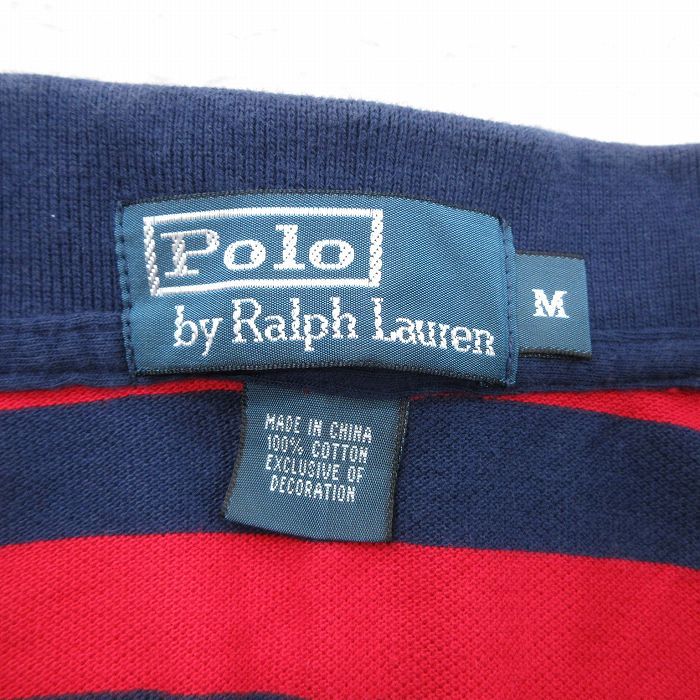 Polo
by Ralph Lauren
M
MADE IN CHINA
100% COTTON
EXCLUSIVE OF
DECORATION